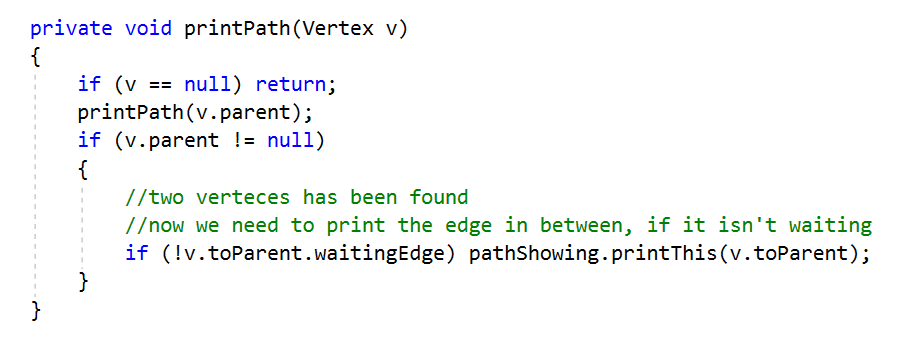 private void printPath(Vertex v)
{
if (v == null) return;
printPath(v.parent);
if (v.parent != null)
{
//two verteces has been found
//now we need to print the edge in between, if it isn't waiting
if (!v.toParent.waitingEdge) pathShowing.printThis(v.toParent);
}
}